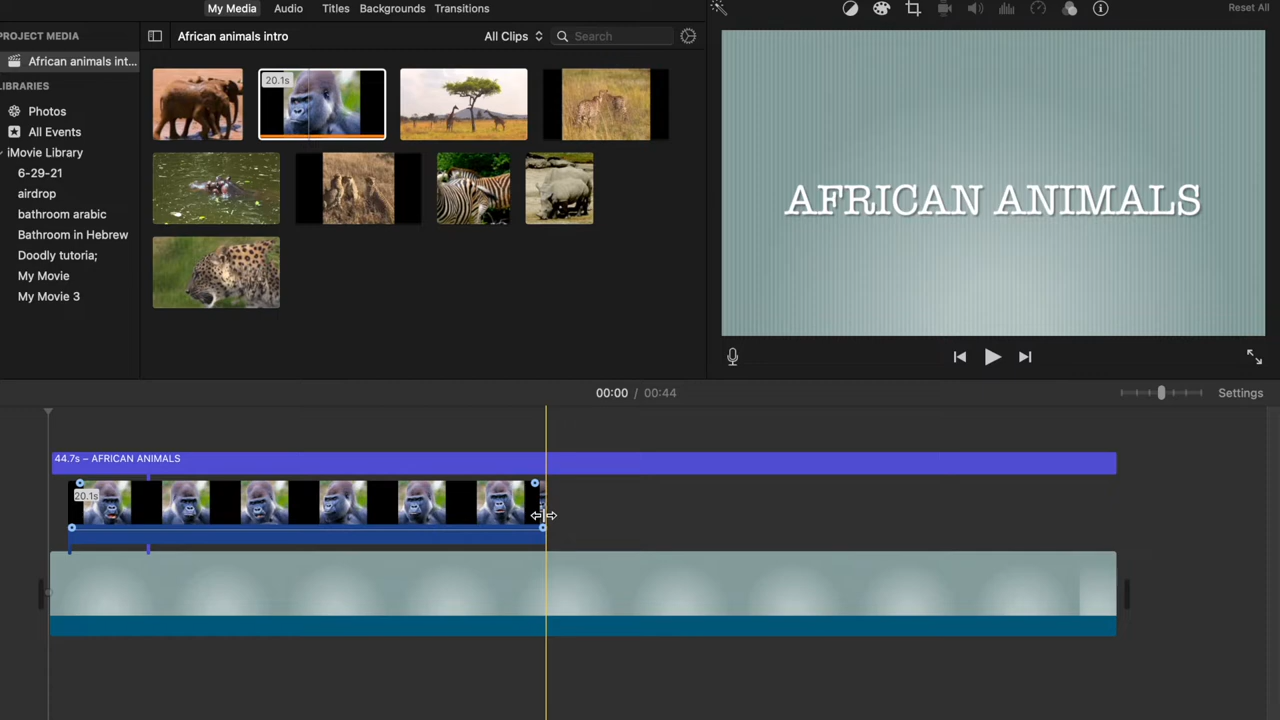 My Media Audio Titles Backgrounds Transitions
Reset All
PROJECT MEDIA
African animals int...
LIBRARIES
Photos
All Events
iMovie Library
6-29-21
airdrop
bathroom arabic
Bathroom in Hebrew
Doodly tutoria;
My Movie
My Movie 3
African animals intro
All Clips
Search
20.1s
AFRICAN ANIMALS
00:00 / 00:44
Settings
44.7s – AFRICAN ANIMALS
20.1s